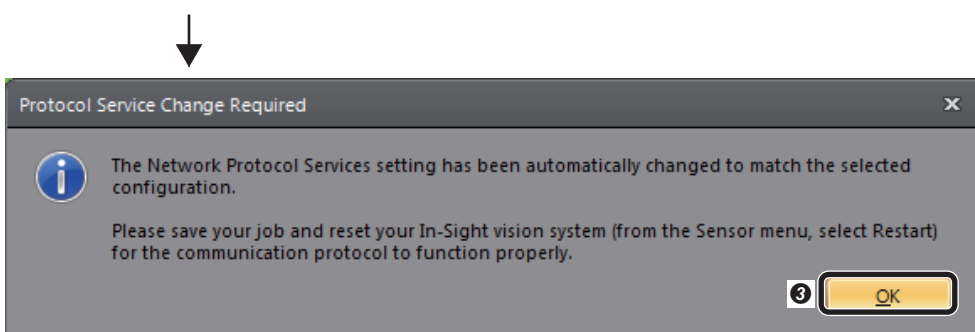 Protocol Service Change Required
The Network Protocol Services setting has been automatically changed to match the selected
configuration.
Please save your job and reset your In-Sight vision system (from the Sensor menu, select Restart)
for the communication protocol to function properly.
❸ OK